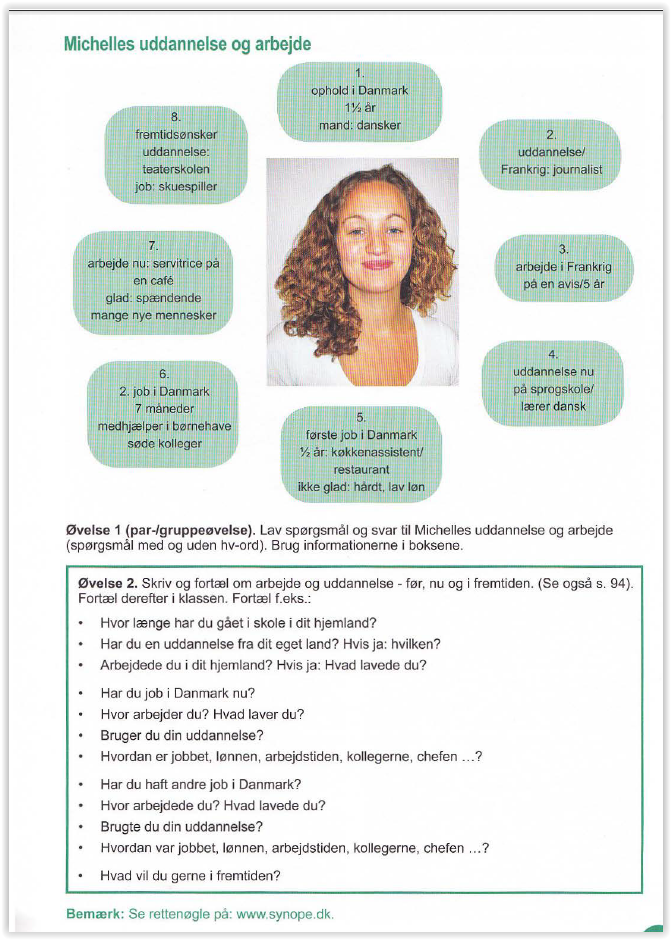 Michelles uddannelse og arbejde
1.
ophold i Danmark
1½ år
mand: dansker
2.
uddannelse/
Frankrig: journalist
3.
arbejde i Frankrig
på en avis/5 år
4.
uddannelse nu
på sprogskole/
lærer dansk
5.
første job i Danmark
½ år: køkkenassistent/
restaurant
ikke glad: hårdt, lav løn
6.
2. job i Danmark
7 måneder
medhjælper i børnehave
søde kolleger
7.
arbejde nu: servitrice på
en café
glad: spændende
mange nye mennesker
8.
fremtidsønsker
uddannelse:
teaterskolen
job: skuespiller
Øvelse 1 (par-/gruppeøvelse). Lav spørgsmål og svar til Michelles uddannelse og arbejde
(spørgsmål med og uden hv-ord). Brug informationerne i boksene.
Øvelse 2. Skriv og fortæl om arbejde og uddannelse - før, nu og i fremtiden. (Se også s. 94).
Fortæl derefter i klassen. Fortæl f.eks.:
• Hvor længe har du gået i skole i dit hjemland?
• Har du en uddannelse fra dit eget land? Hvis ja: hvilken?
• Arbejdede du i dit hjemland? Hvis ja: Hvad lavede du?
• Har du job i Danmark nu?
• Hvor arbejder du? Hvad laver du?
• Bruger du din uddannelse?
• Hvordan er jobbet, lønnen, arbejdstiden, kollegerne, chefen ...?
• Har du haft andre job i Danmark?
• Hvor arbejdede du? Hvad lavede du?
• Brugte du din uddannelse?
• Hvordan var jobbet, lønnen, arbejdstiden, kollegerne, chefen ...?
• Hvad vil du gerne i fremtiden?
Bemærk: Se rettenøgle på: www.synope.dk.